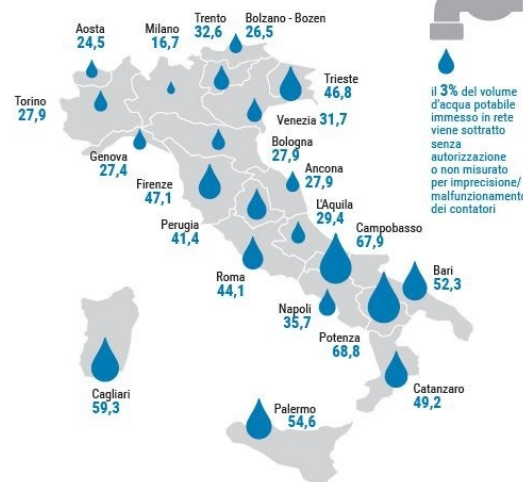 Aosta
24,5
Milano
16,7
Trento
32,6
Bolzano - Bozen
26,5
Trieste
46,8
Torino
27,9
Venezia 31,7
Genova
27,4
Bologna
27,9
Firenze
47,1
Ancona
27,9
L'Aquila
29,4
Perugia
41,4
Campobasso
67,9
Roma
44,1
Bari
52,3
Napoli
35,7
Potenza
68,8
Cagliari
59,3
Catanzaro
49,2
Palermo
54,6
il 3% del volume
d'acqua potabile
immesso in rete
viene sottratto
senza
autorizzazione
o non misurato
per imprecisione/
malfunzionamento
dei contatori